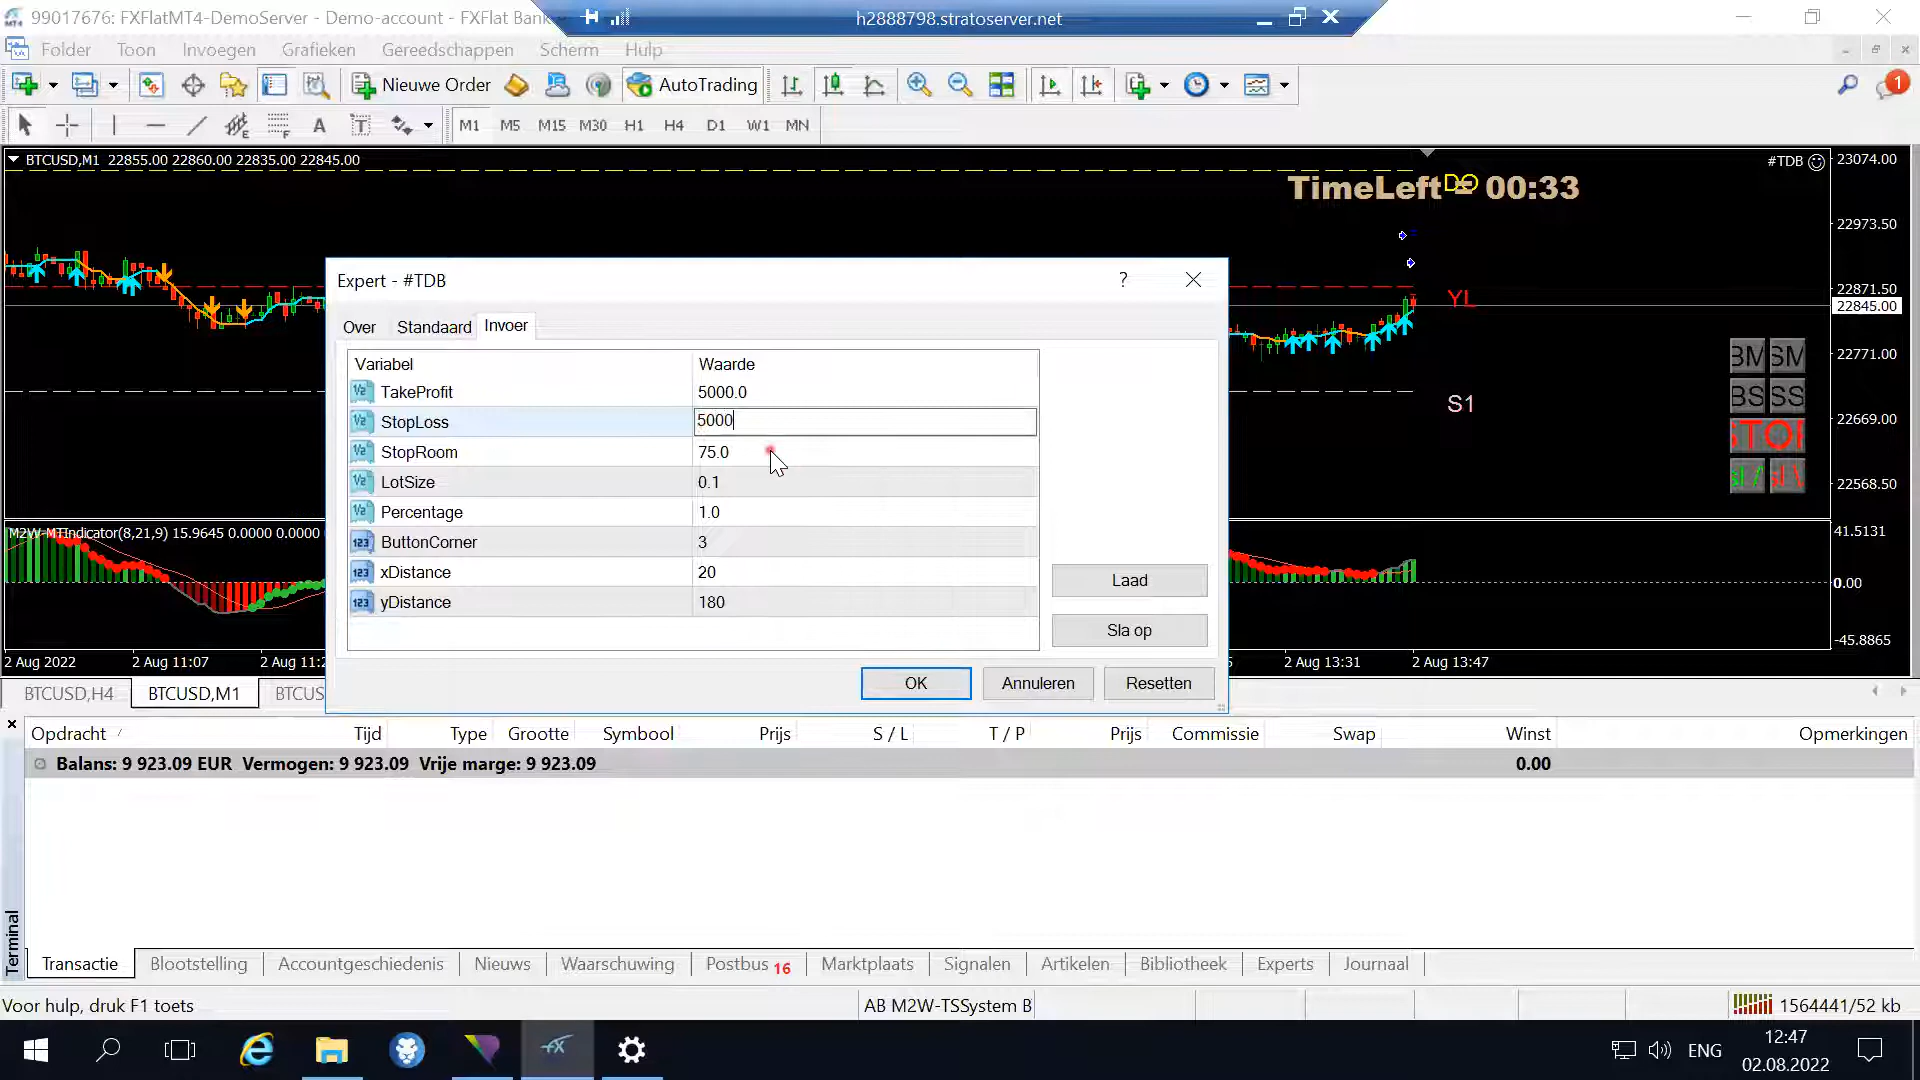 99017676: FXFlatMT4-DemoServer - Demo-account - FXFlat Bank
h2888798.stratoserver.net
Folder Toon Invoegen Grafieken Gereedschappen Scherm Hulp
Nieuwe Order AutoTrading 1
A T M1 M5 M15 M30 H1 H4 D1 W1 MN
BTCUSD,M1 22855.00 22860.00 22835.00 22845.00
#TDB
23074.00
TimeLeft = 00:33
DO
22973.50
22871.50
YL
22845.00
22771.00
S1
22669.00
22568.50
BM SM
BS SS
STOP
Expert - #TDB
?
Over Standaard Invoer
Variabel Waarde
TakeProfit 5000.0
StopLoss 5000
StopRoom 75.0
LotSize 0.1
Percentage 1.0
ButtonCorner 3
xDistance 20
yDistance 180
Laad
Sla op
OK Annuleren Resetten
M2W-MTIndicator(8,21,9) 15.9645 0.0000 0.0000
41.5131
0.00
-45.8865
2 Aug 2022 2 Aug 11:07 2 Aug 11:2 2 Aug 13:31 2 Aug 13:47
BTCUSD,H4 BTCUSD,M1 BTCUS
Opdracht Tijd Type Grootte Symbool Prijs S / L T / P Prijs Commissie Swap Winst Opmerkingen
Balans: 9 923.09 EUR Vermogen: 9 923.09 Vrije marge: 9 923.09 0.00
Terminal
Transactie Blootstelling Accountgeschiedenis Nieuws Waarschuwing Postbus 16 Marktplaats Signalen Artikelen Bibliotheek Experts Journaal
Voor hulp, druk F1 toets AB M2W-TSSystem B 1564441/52 kb
ENG
12:47
02.08.2022